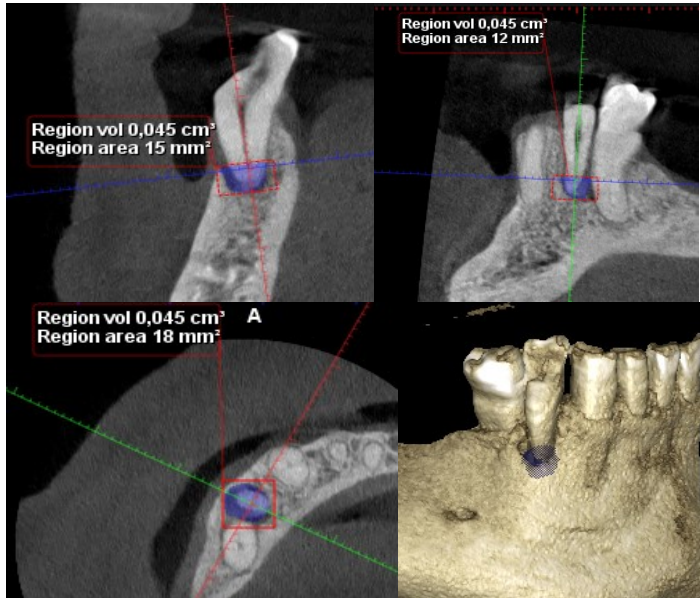 Region vol 0,045 cm³
Region area 15 mm²
Region vol 0,045 cm³
Region area 12 mm²
Region vol 0,045 cm³
Region area 18 mm²
A